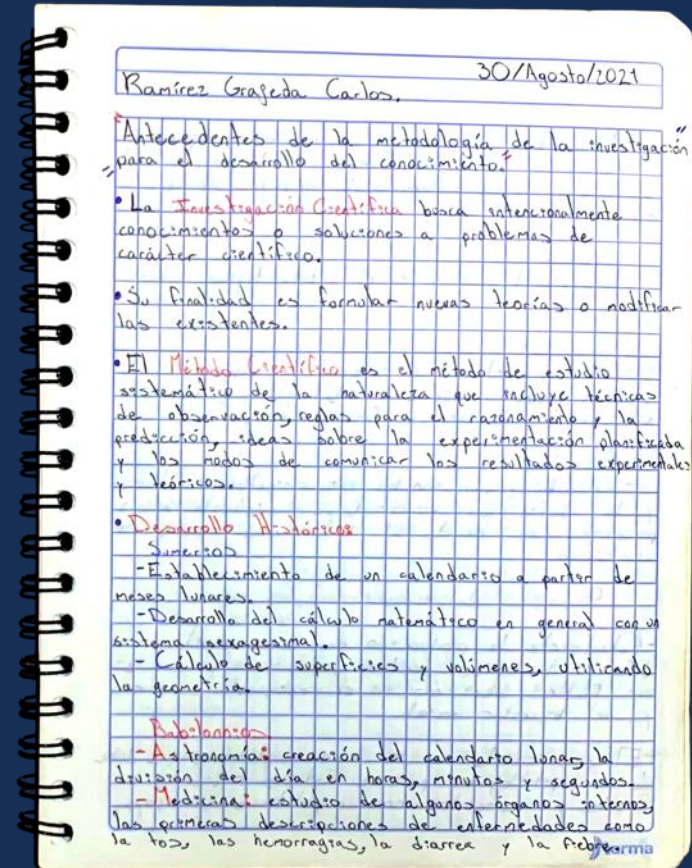 30/Agosto/2021
Ramírez Grageda Carlos.
"Antecedentes de la metodología de la investigación"
"para el desarrollo del conocimiento."
• La Investigación Científica busca intencionalmente
conocimientos o soluciones a problemas de
carácter científico.
• Su finalidad es formular nuevas teorías o modificar
las existentes.
• El Método Científico es el método de estudio
sistemático de la naturaleza que incluye técnicas
de observación, reglas para el razonamiento y la
predicción, ideas sobre la experimentación planificada
y los modos de comunicar los resultados experimentales
y teóricos.
• Desarrollo Histórico:
Sumerios
-Establecimiento de un calendario a partir de
meses lunares.
-Desarrollo del cálculo matemático en general con un
sistema sexagesimal.
- Cálculo de superficies y volúmenes, utilizando
la geometría.
Babilonios
-Astronomía: creación del calendario lunar, la
división del día en horas, minutos y segundos.
-Medicina: estudio de algunos órganos internos,
las primeras descripciones de enfermedades como
la tos, las hemorragias, la diarrea y la fiebre.